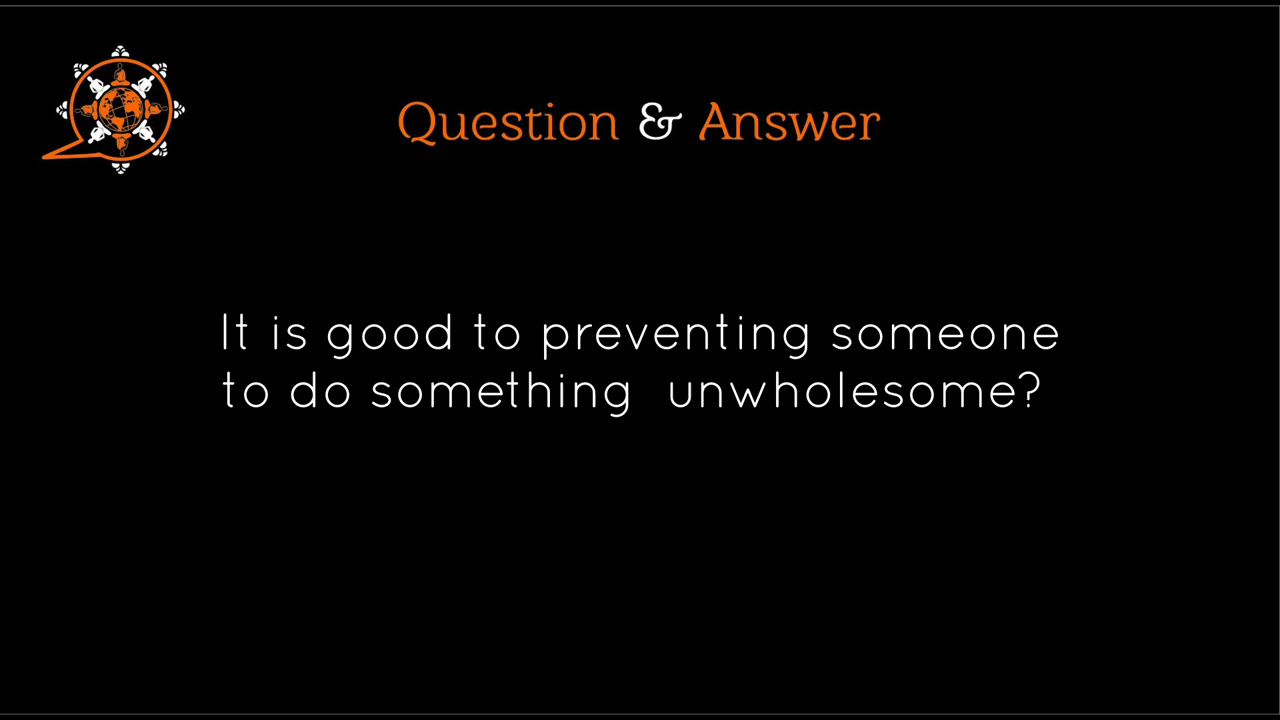 Question & Answer
It is good to preventing someone
to do something unwholesome?